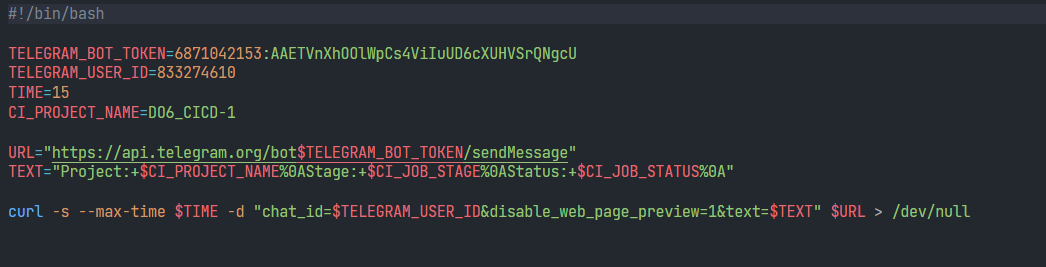 #!/bin/bash
TELEGRAM_BOT_TOKEN=6871042153:AAETVnXhOOlWpCs4ViIuUD6cXUHVSrQNgcU
TELEGRAM_USER_ID=833274610
TIME=15
CI_PROJECT_NAME=DO6_CICD-1
URL="https://api.telegram.org/bot$TELEGRAM_BOT_TOKEN/sendMessage"
TEXT="Project:+$CI_PROJECT_NAME%0AStage:+$CI_JOB_STAGE%0AStatus:+$CI_JOB_STATUS%0A"
curl -s --max-time $TIME -d "chat_id=$TELEGRAM_USER_ID&disable_web_page_preview=1&text=$TEXT" $URL > /dev/null